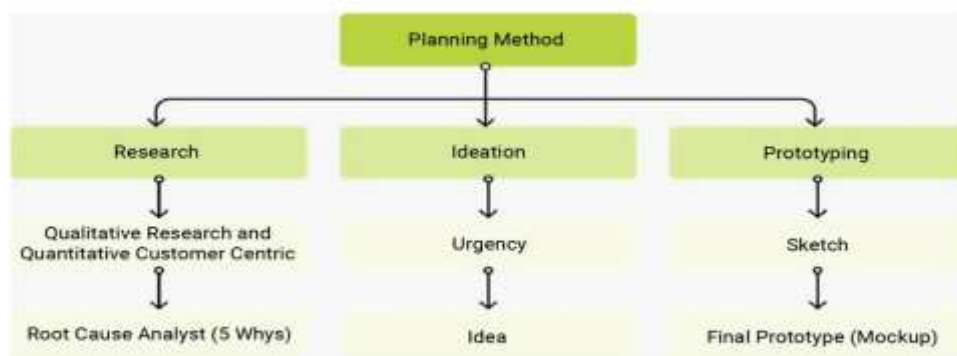 Planning Method
Research
Ideation
Prototyping
Qualitative Research and
Quantitative Customer Centric
Urgency
Sketch
Root Cause Analyst (5 Whys)
Idea
Final Prototype (Mockup)